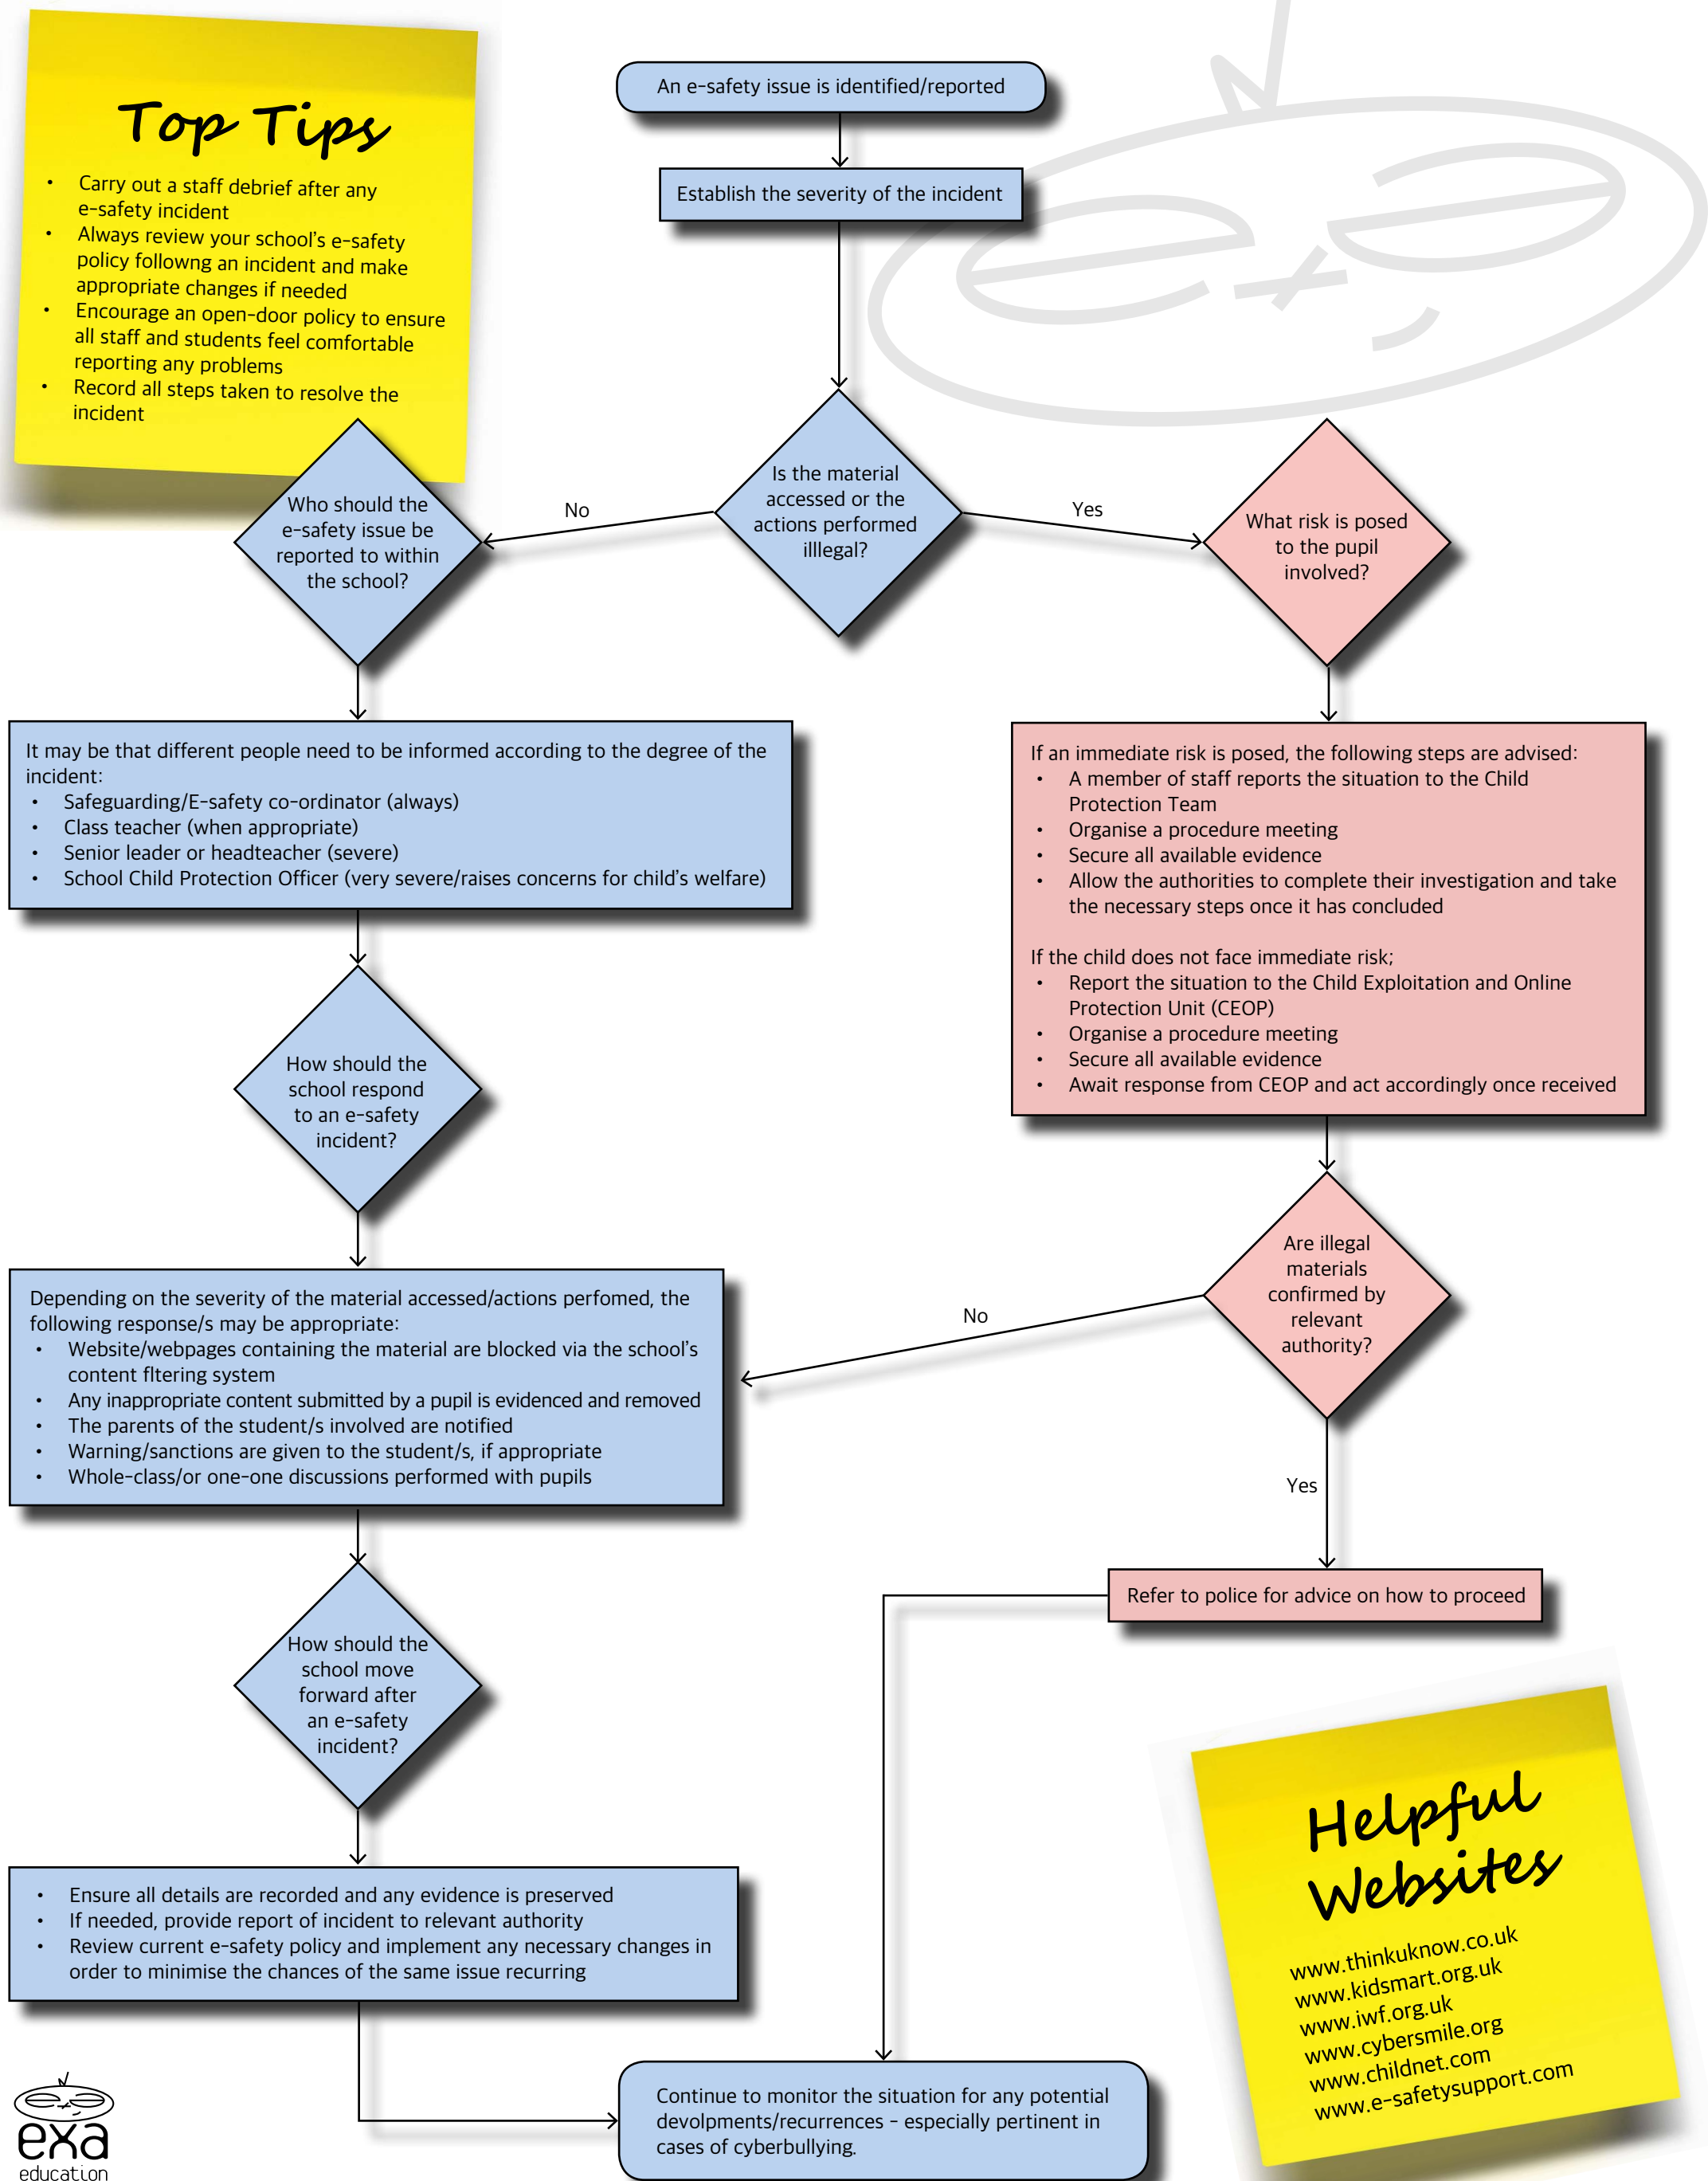 Top Tips
• Carry out a staff debrief after any
e-safety incident
• Always review your school's e-safety
policy followng an incident and make
appropriate changes if needed
• Encourage an open-door policy to ensure
all staff and students feel comfortable
reporting any problems
• Record all steps taken to resolve the
incident
An e-safety issue is identified/reported
Establish the severity of the incident
Is the material
accessed or the
actions performed
illlegal?
No
Yes
Who should the
e-safety issue be
reported to within
the school?
What risk is posed
to the pupil
involved?
It may be that different people need to be informed according to the degree of the
incident:
• Safeguarding/E-safety co-ordinator (always)
• Class teacher (when appropriate)
• Senior leader or headteacher (severe)
• School Child Protection Officer (very severe/raises concerns for child's welfare)
If an immediate risk is posed, the following steps are advised:
• A member of staff reports the situation to the Child
Protection Team
• Organise a procedure meeting
• Secure all available evidence
• Allow the authorities to complete their investigation and take
the necessary steps once it has concluded
If the child does not face immediate risk;
• Report the situation to the Child Exploitation and Online
Protection Unit (CEOP)
• Organise a procedure meeting
• Secure all available evidence
• Await response from CEOP and act accordingly once received
How should the
school respond
to an e-safety
incident?
Are illegal
materials
confirmed by
relevant
authority?
No
Yes
Depending on the severity of the material accessed/actions perfomed, the
following response/s may be appropriate:
• Website/webpages containing the material are blocked via the school's
content fltering system
• Any inappropriate content submitted by a pupil is evidenced and removed
• The parents of the student/s involved are notified
• Warning/sanctions are given to the student/s, if appropriate
• Whole-class/or one-one discussions performed with pupils
Refer to police for advice on how to proceed
How should the
school move
forward after
an e-safety
incident?
• Ensure all details are recorded and any evidence is preserved
• If needed, provide report of incident to relevant authority
• Review current e-safety policy and implement any necessary changes in
order to minimise the chances of the same issue recurring
Continue to monitor the situation for any potential
devolpments/recurrences - especially pertinent in
cases of cyberbullying.
Helpful
Websites
www.thinkuknow.co.uk
www.kidsmart.org.uk
www.iwf.org.uk
www.cybersmile.org
www.childnet.com
www.e-safetysupport.com
exa
education